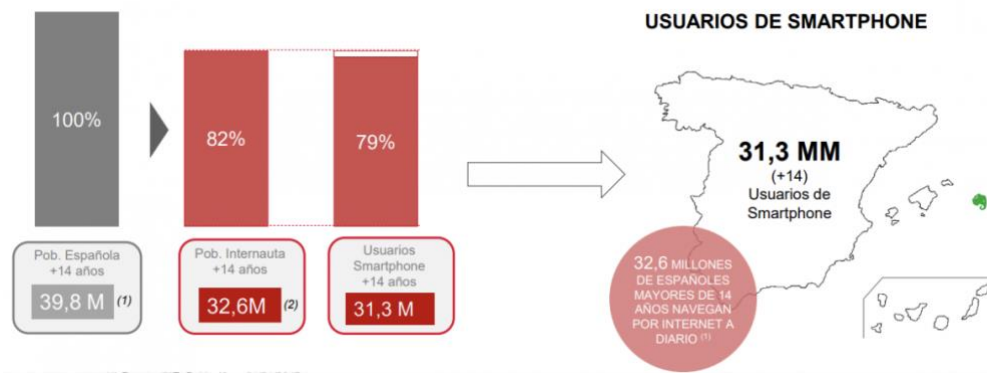 USUARIOS DE SMARTPHONE
100%
82%
79%
Pob. Española
+14 años
39,8 M (1)
Pob. Internauta
+14 años
32,6M (2)
Usuarios
Smartphone
+14 años
31,3 M
31,3 MM
(+14)
Usuarios de
Smartphone
32,6 MILLONES
DE ESPAÑOLES
MAYORES DE 14
AÑOS NAVEGAN
POR INTERNET A
DIARIO (1)